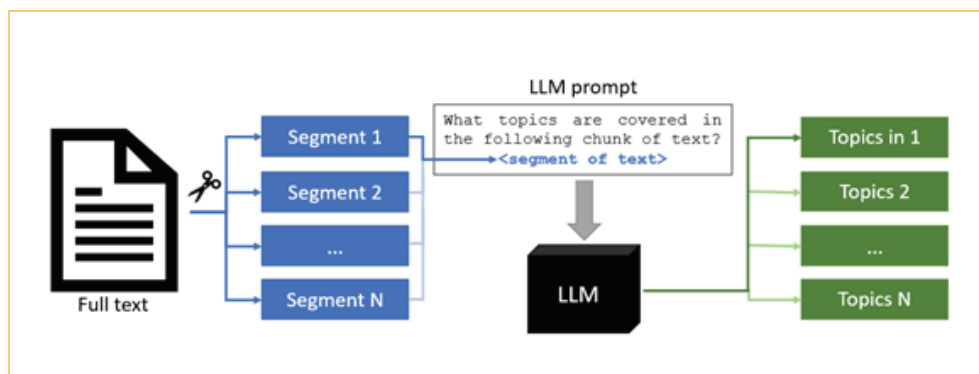 LLM prompt
What topics are covered in
the following chunk of text?
<segment of text>
Full text
Segment 1
Segment 2
...
Segment N
LLM
Topics in 1
Topics 2
...
Topics N